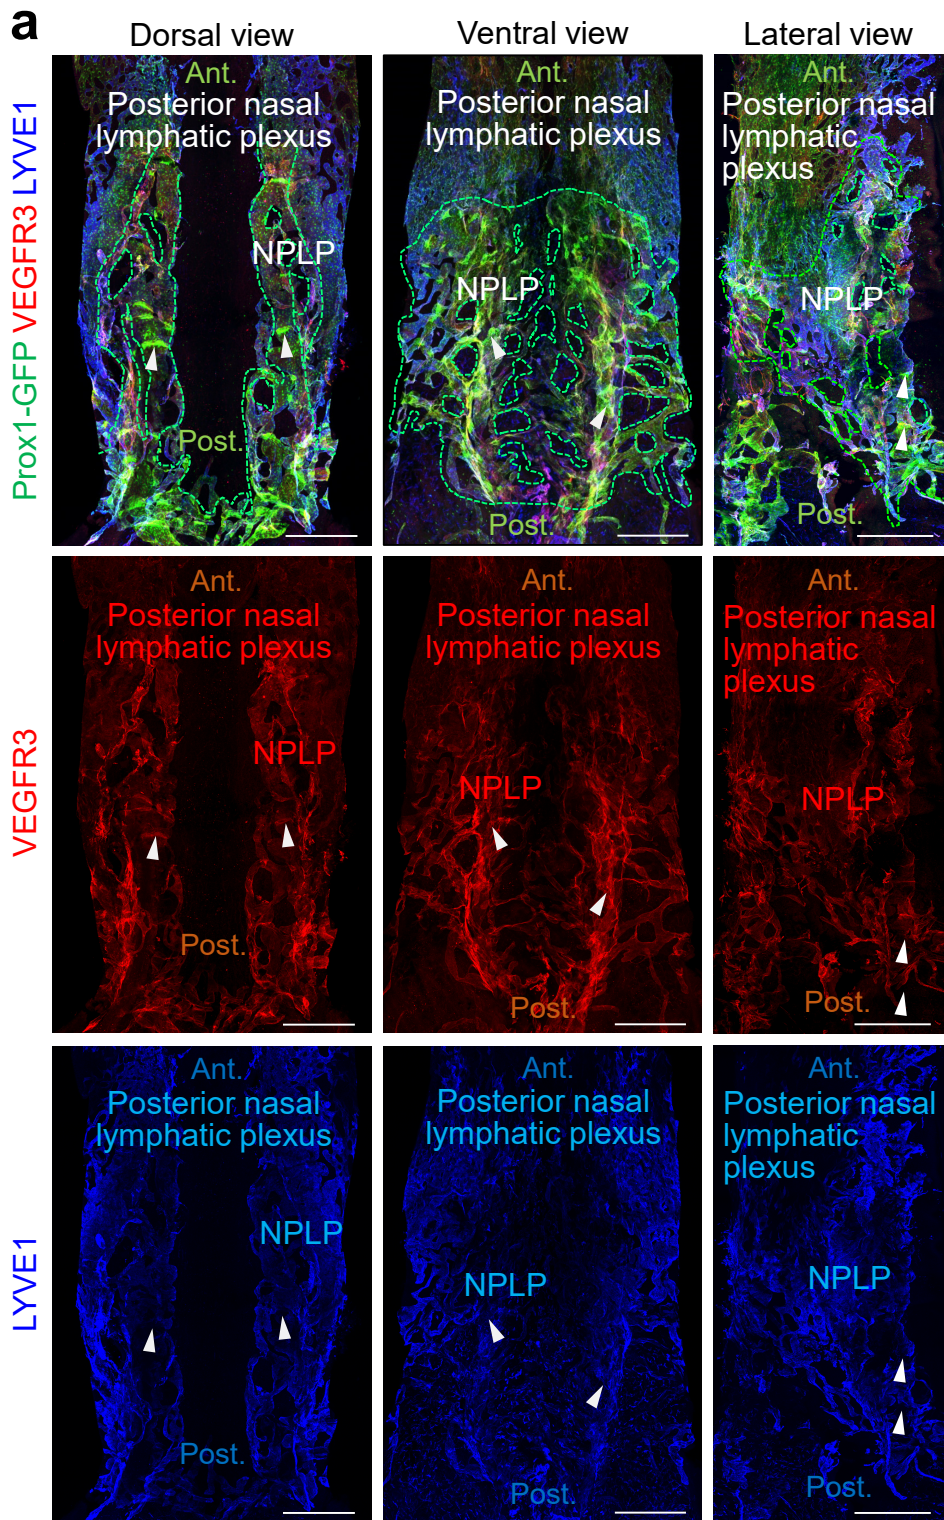 a
Dorsal view
Ventral view
Lateral view
Prox1-GFP VEGFR3 LYVE1
Ant.
Posterior nasal
lymphatic plexus
NPLP
Post.
Ant.
Posterior nasal
lymphatic plexus
NPLP
Post.
Ant.
Posterior nasal
lymphatic
plexus
NPLP
Post.
VEGFR3
Ant.
Posterior nasal
lymphatic plexus
NPLP
Post.
Ant.
Posterior nasal
lymphatic plexus
NPLP
Post.
Ant.
Posterior nasal
lymphatic
plexus
NPLP
Post.
LYVE1
Ant.
Posterior nasal
lymphatic plexus
NPLP
Post.
Ant.
Posterior nasal
lymphatic plexus
NPLP
Post.
Ant.
Posterior nasal
lymphatic
plexus
NPLP
Post.